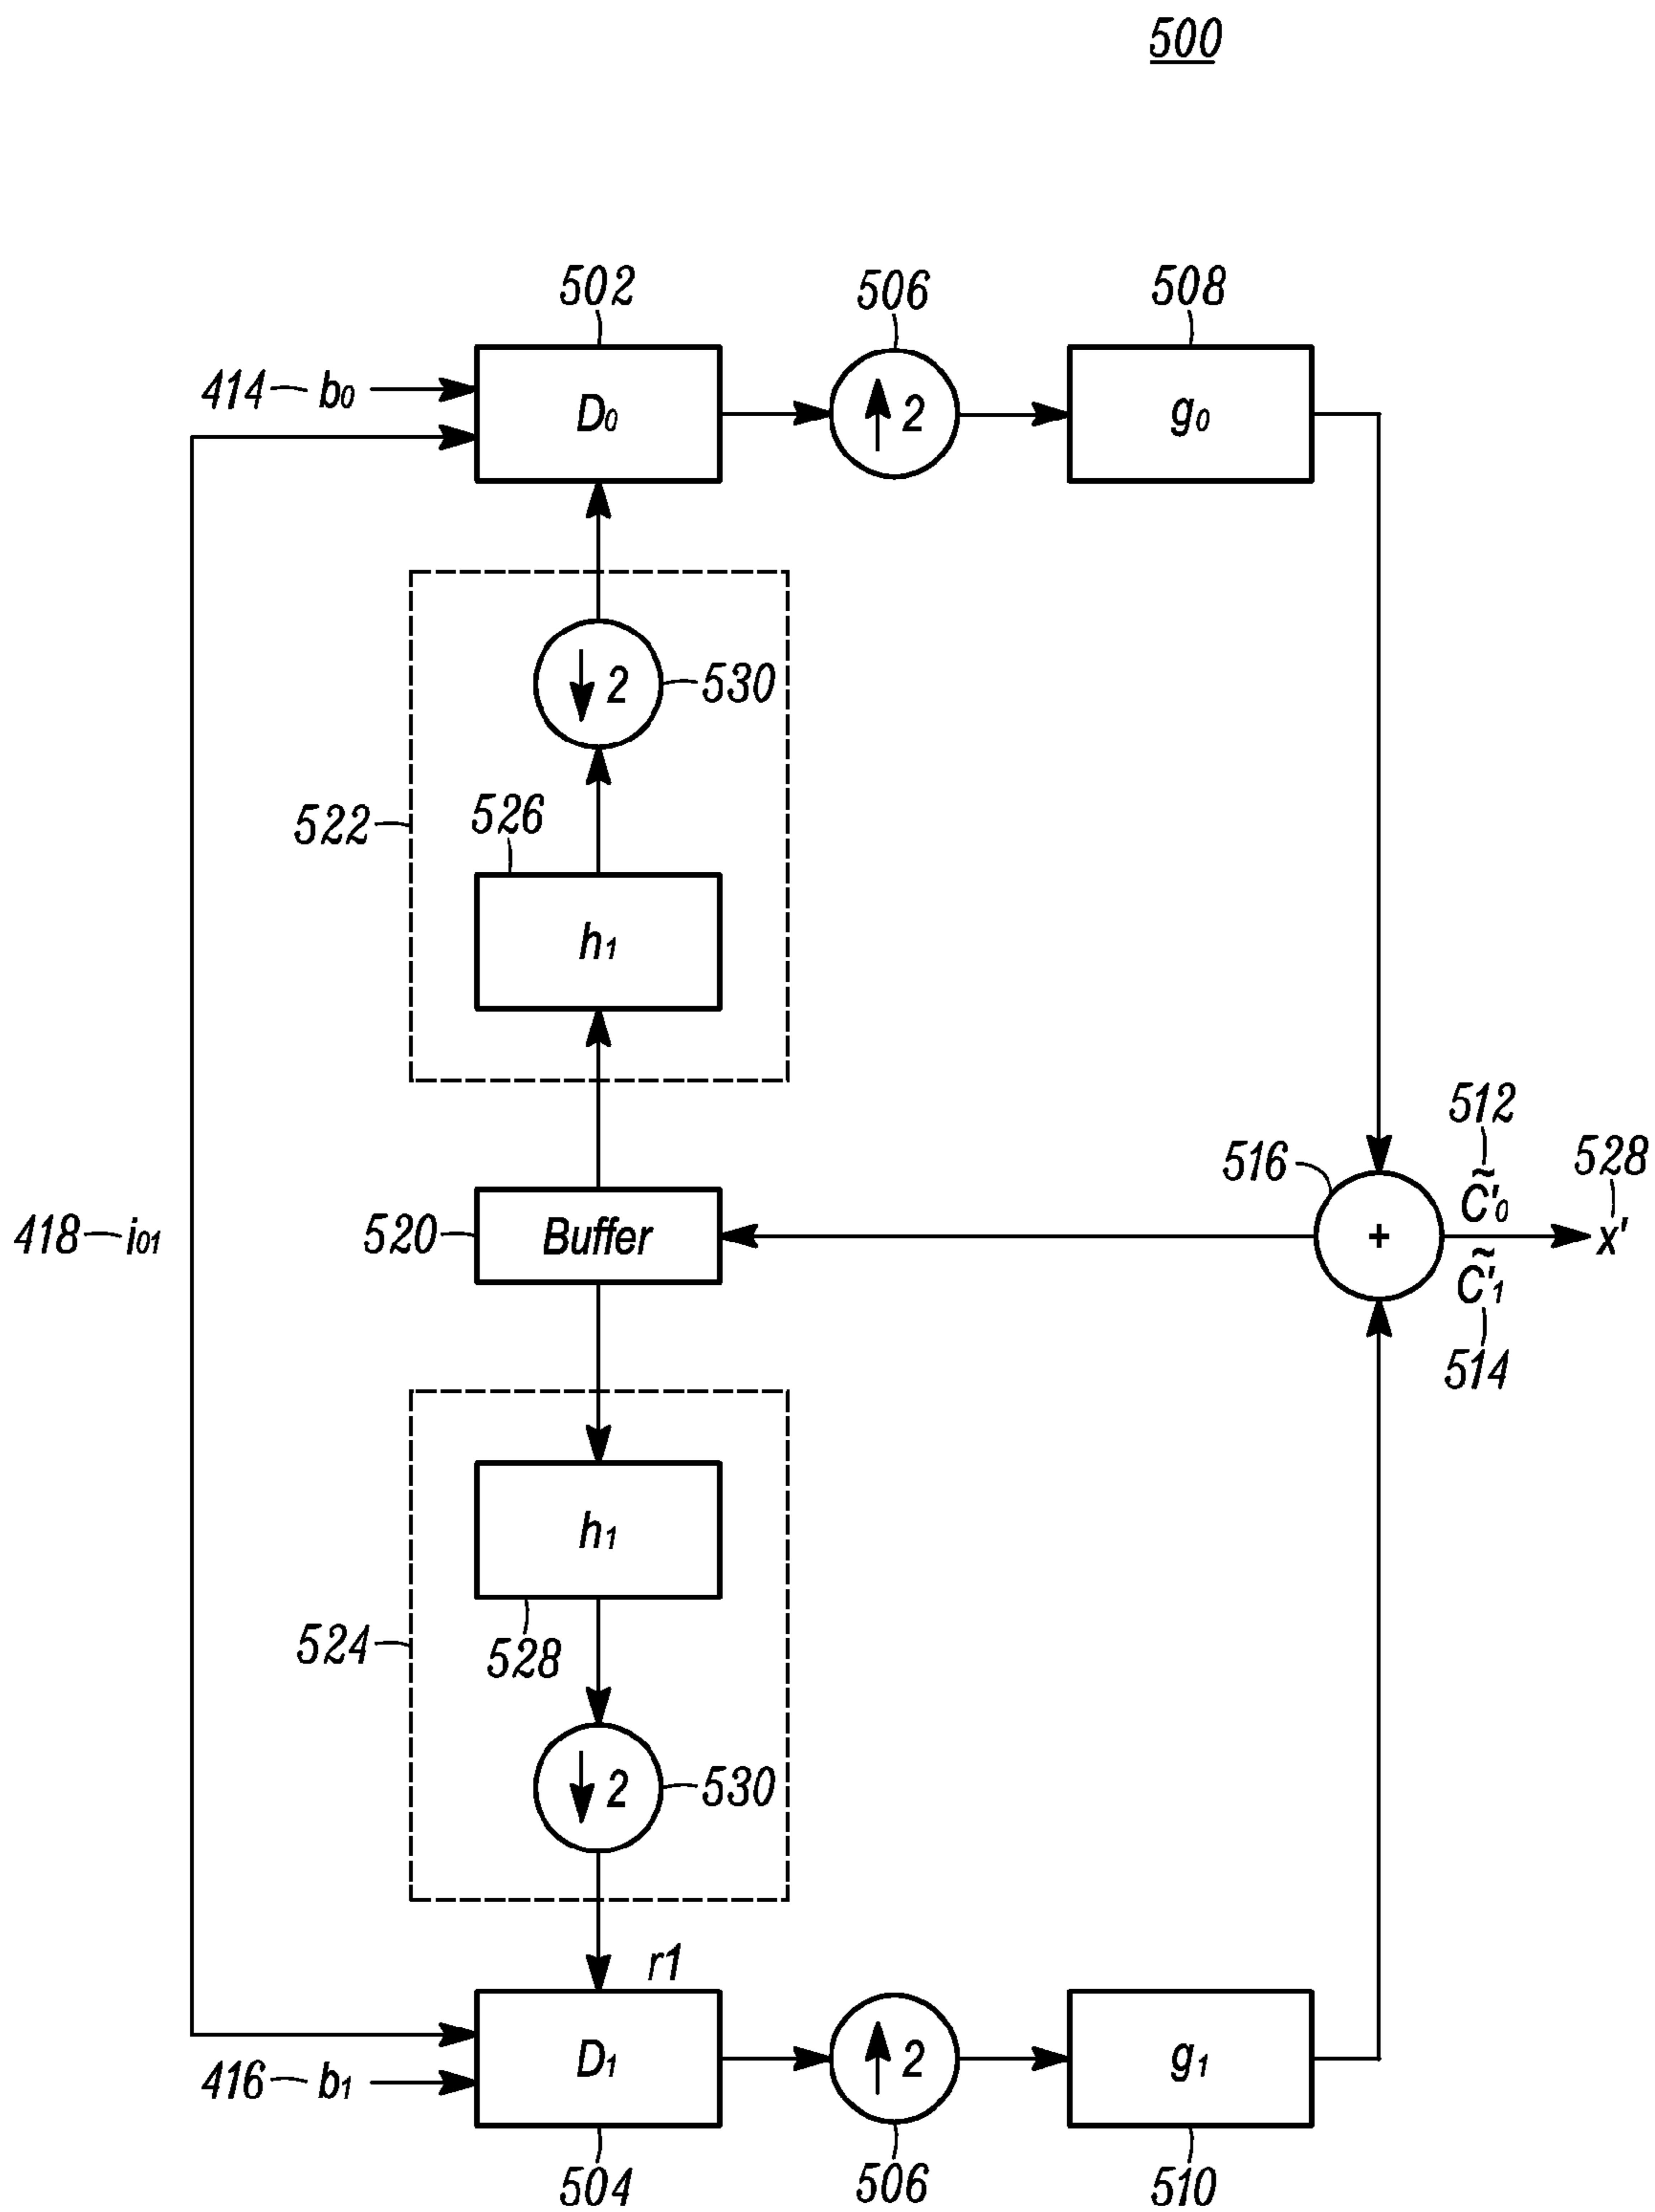 500
502
506
508
414 b₀
D₀
↑ 2
g₀
↓ 2
530
522
526
h₁
512
516
C̃'₀
528
418 i₀₁
520
Buffer
+
x'
C̃'₁
514
h₁
524
528
↓ 2
530
r1
D₁
↑ 2
g₁
416 b₁
504
506
510